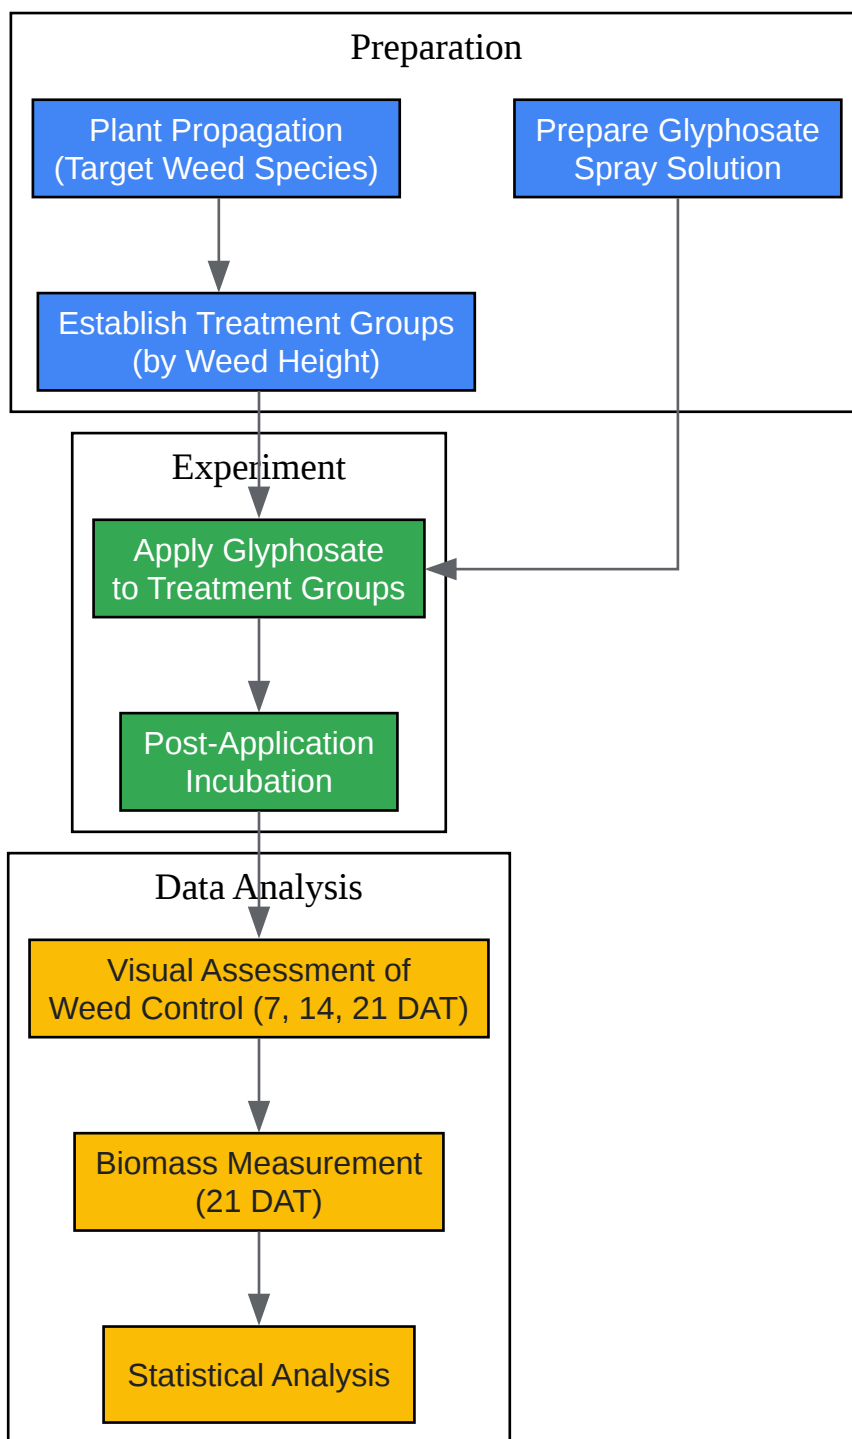 Preparation
Plant Propagation
(Target Weed Species)
Prepare Glyphosate
Spray Solution
Establish Treatment Groups
(by Weed Height)
Experiment
Apply Glyphosate
to Treatment Groups
Post-Application
Incubation
Data Analysis
Visual Assessment of
Weed Control (7, 14, 21 DAT)
Biomass Measurement
(21 DAT)
Statistical Analysis